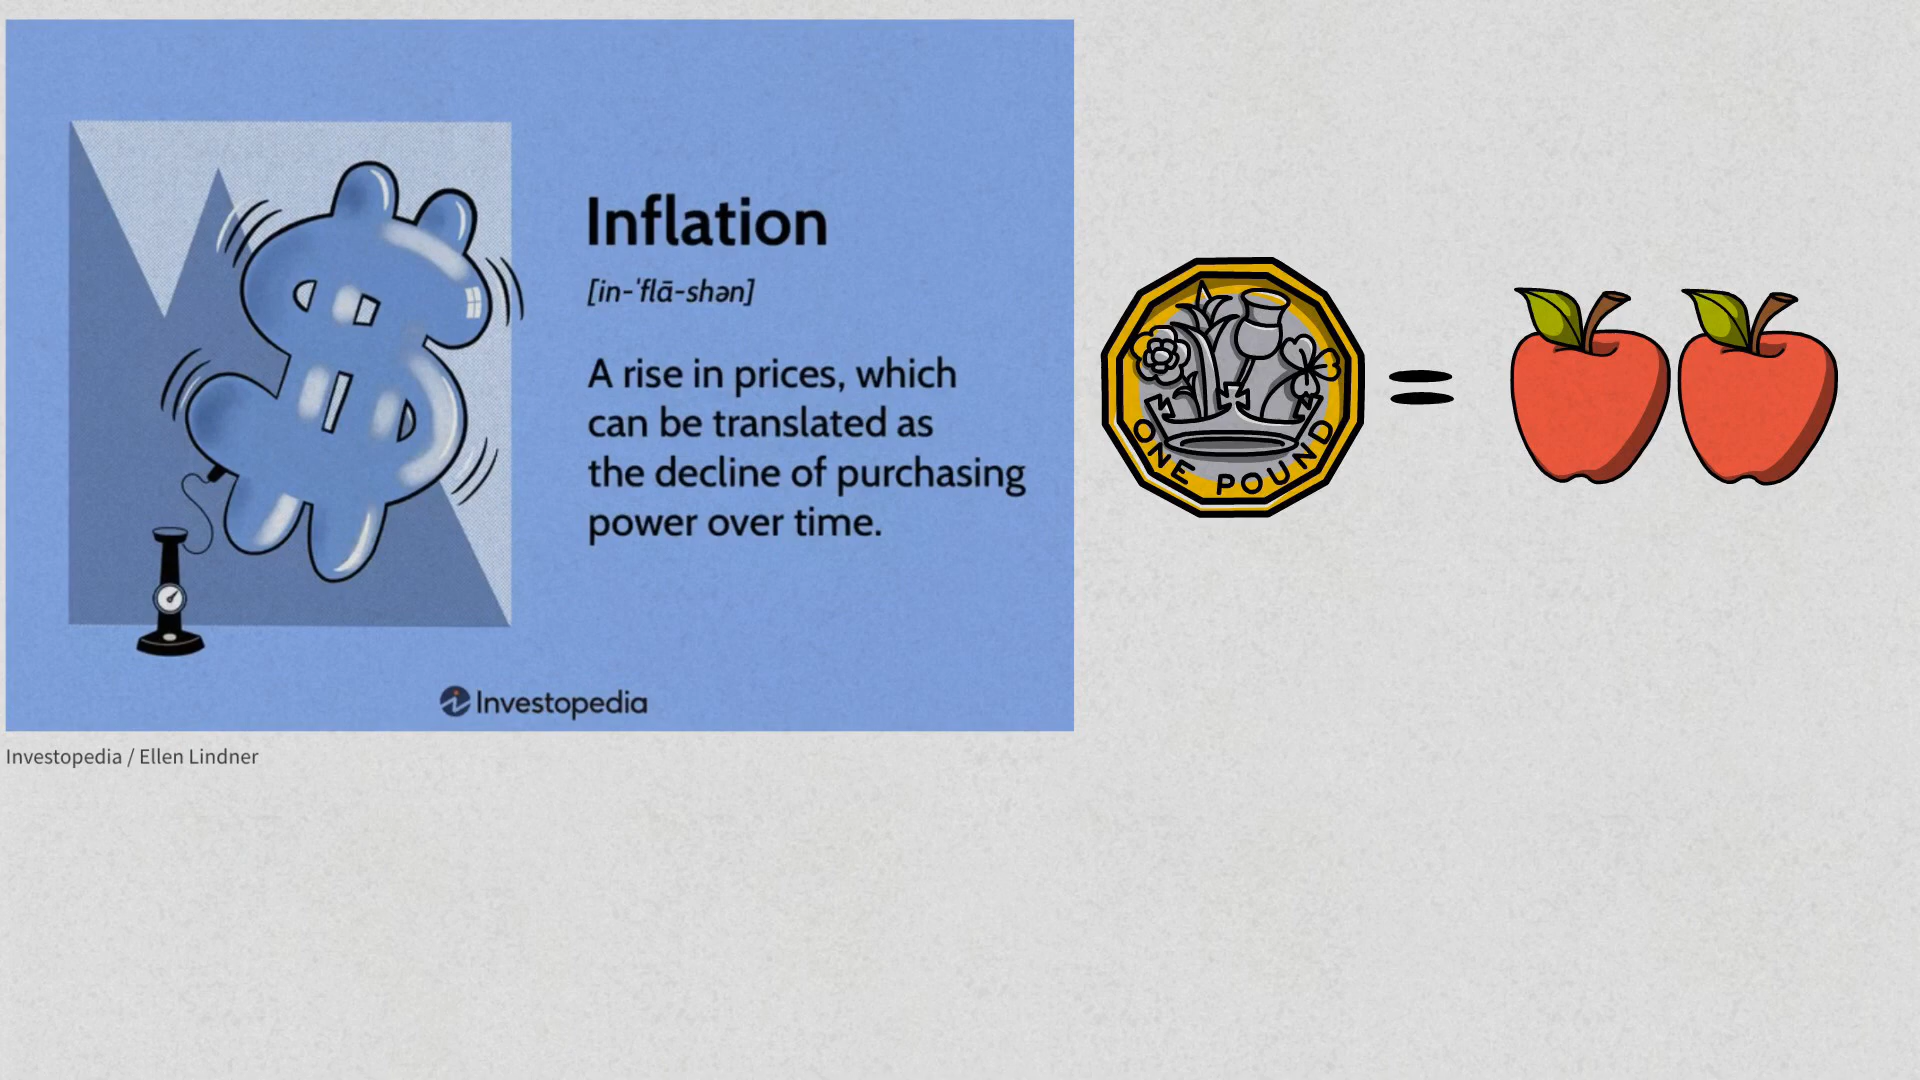 Inflation
[in-ˈflā-shən]
A rise in prices, which
can be translated as
the decline of purchasing
power over time.
Investopedia
Investopedia / Ellen Lindner
ONE POUND
=